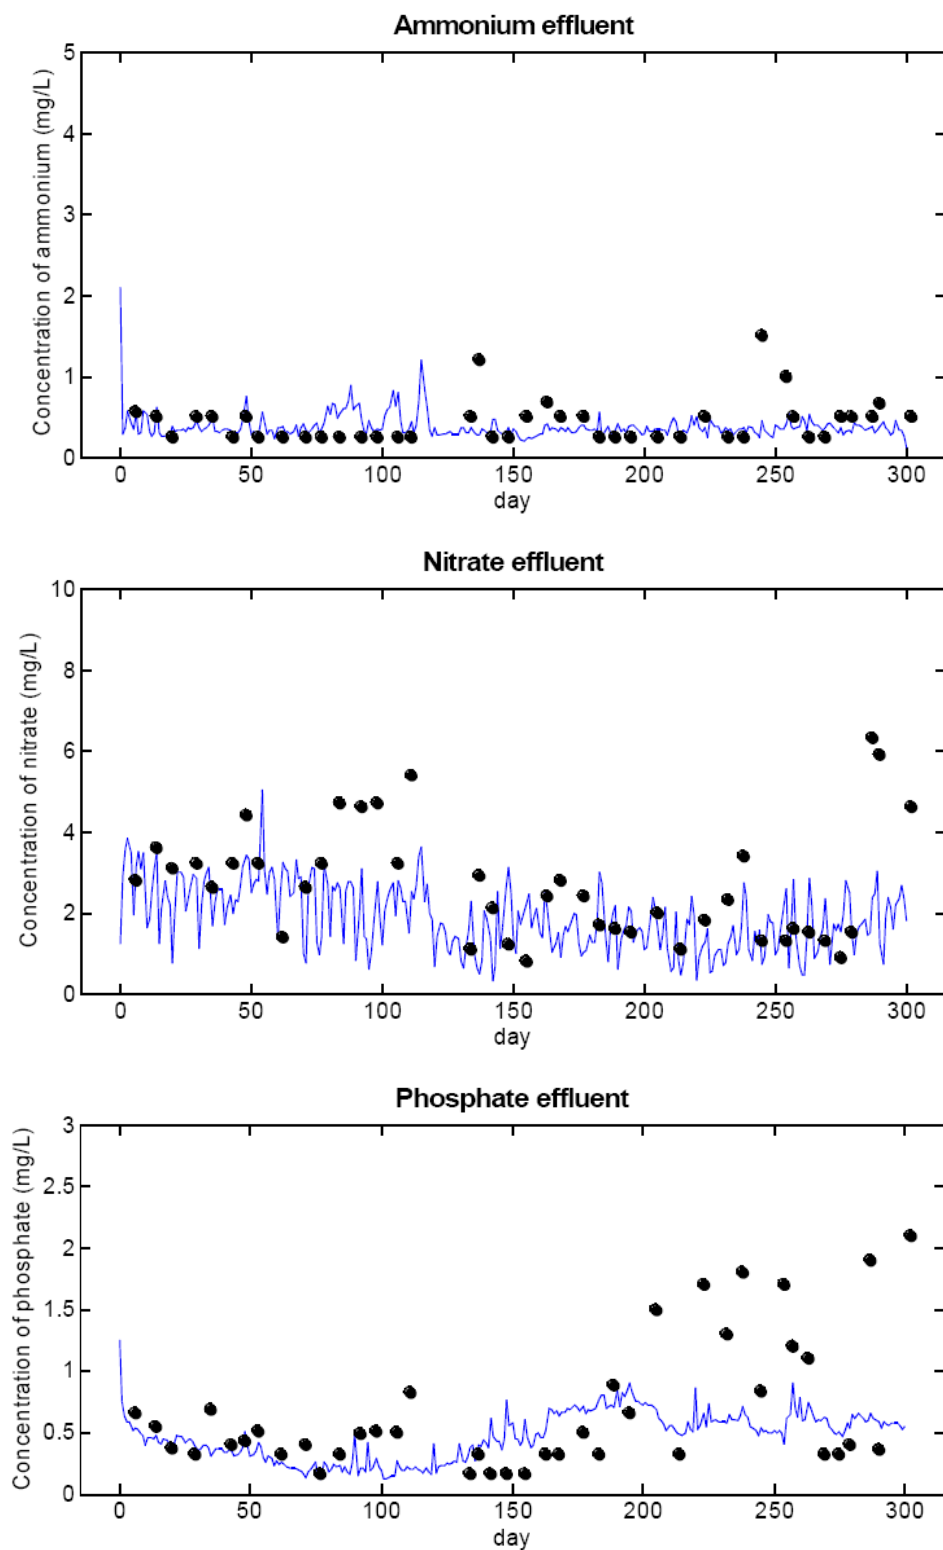 Ammonium effluent
Concentration of ammonium (mg/L)
5
4
3
2
1
0
0 50 100 150 200 250 300
day
Nitrate effluent
Concentration of nitrate (mg/L)
10
8
6
4
2
0
0 50 100 150 200 250 300
day
Phosphate effluent
Concentration of phosphate (mg/L)
3
2.5
2
1.5
1
0.5
0
0 50 100 150 200 250 300
day